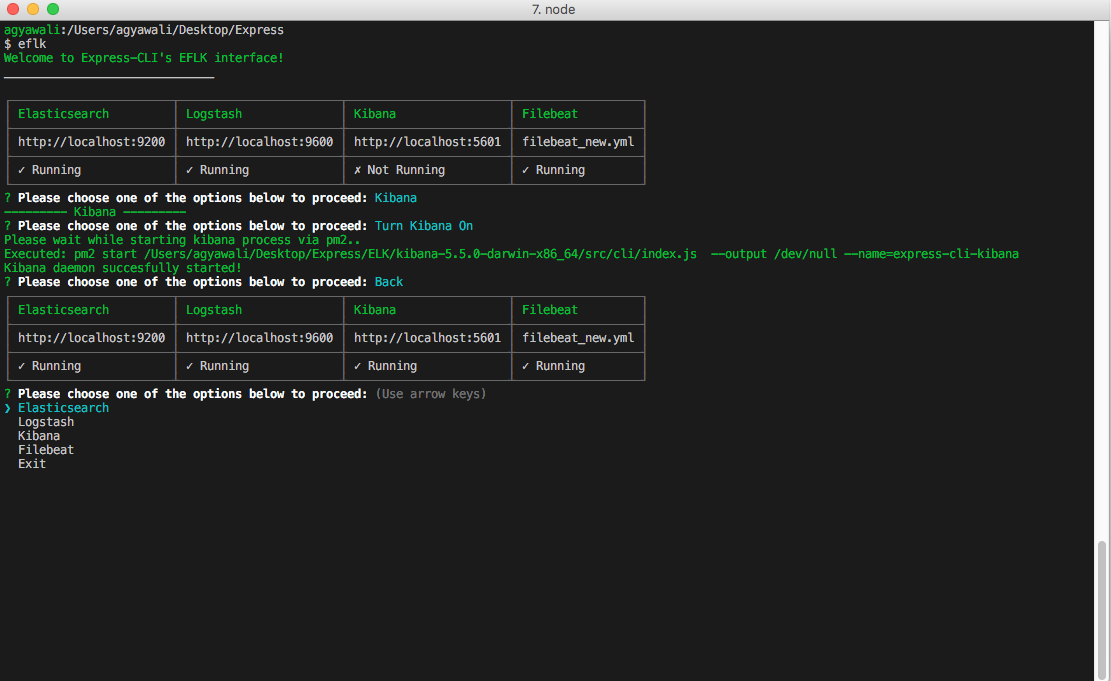 7. node
agyawali:/Users/agyawali/Desktop/Express
$ eflk
Welcome to Express-CLI's EFLK interface!
Elasticsearch Logstash Kibana Filebeat
http://localhost:9200 http://localhost:9600 http://localhost:5601 filebeat_new.yml
✓ Running ✓ Running ✗ Not Running ✓ Running
? Please choose one of the options below to proceed: Kibana
--------- Kibana ---------
? Please choose one of the options below to proceed: Turn Kibana On
Please wait while starting kibana process via pm2..
Executed: pm2 start /Users/agyawali/Desktop/Express/ELK/kibana-5.5.0-darwin-x86_64/src/cli/index.js  --output /dev/null --name=express-cli-kibana
Kibana daemon succesfully started!
? Please choose one of the options below to proceed: Back
Elasticsearch Logstash Kibana Filebeat
http://localhost:9200 http://localhost:9600 http://localhost:5601 filebeat_new.yml
✓ Running ✓ Running ✓ Running ✓ Running
? Please choose one of the options below to proceed: (Use arrow keys)
❯ Elasticsearch
Logstash
Kibana
Filebeat
Exit